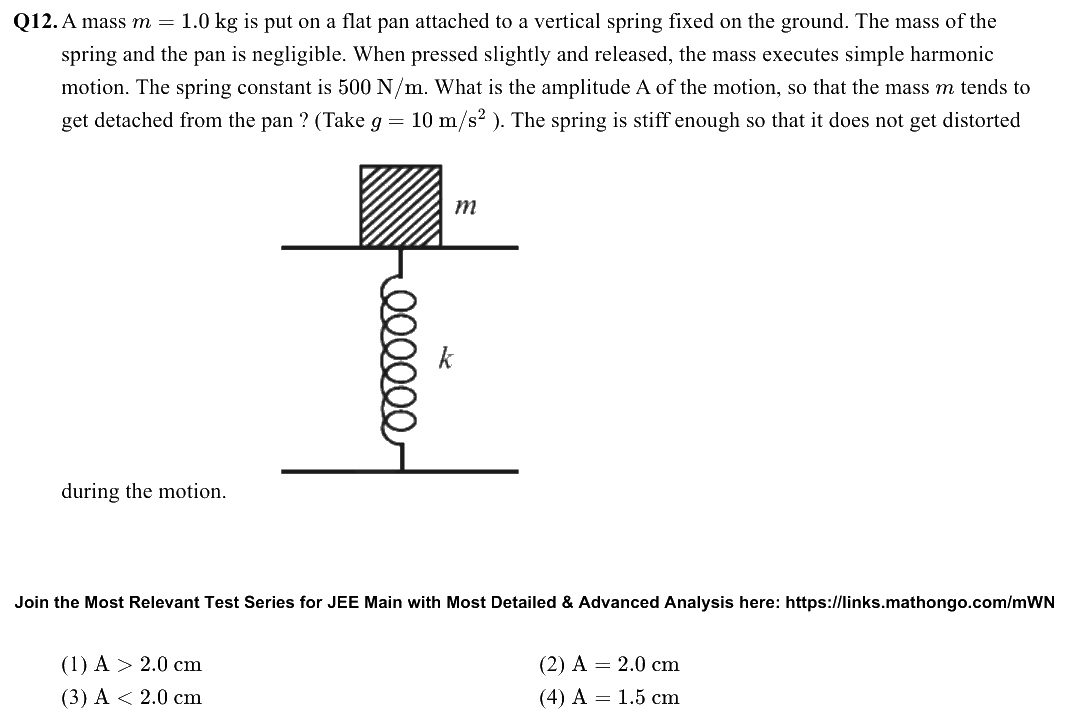 Q12. A mass m = 1.0 kg is put on a flat pan attached to a vertical spring fixed on the ground. The mass of the
spring and the pan is negligible. When pressed slightly and released, the mass executes simple harmonic
motion. The spring constant is 500 N/m. What is the amplitude A of the motion, so that the mass m tends to
get detached from the pan ? (Take g = 10 m/s² ). The spring is stiff enough so that it does not get distorted
m
k
during the motion.
Join the Most Relevant Test Series for JEE Main with Most Detailed & Advanced Analysis here: https://links.mathongo.com/mWN
(1) A > 2.0 cm (2) A = 2.0 cm
(3) A < 2.0 cm (4) A = 1.5 cm